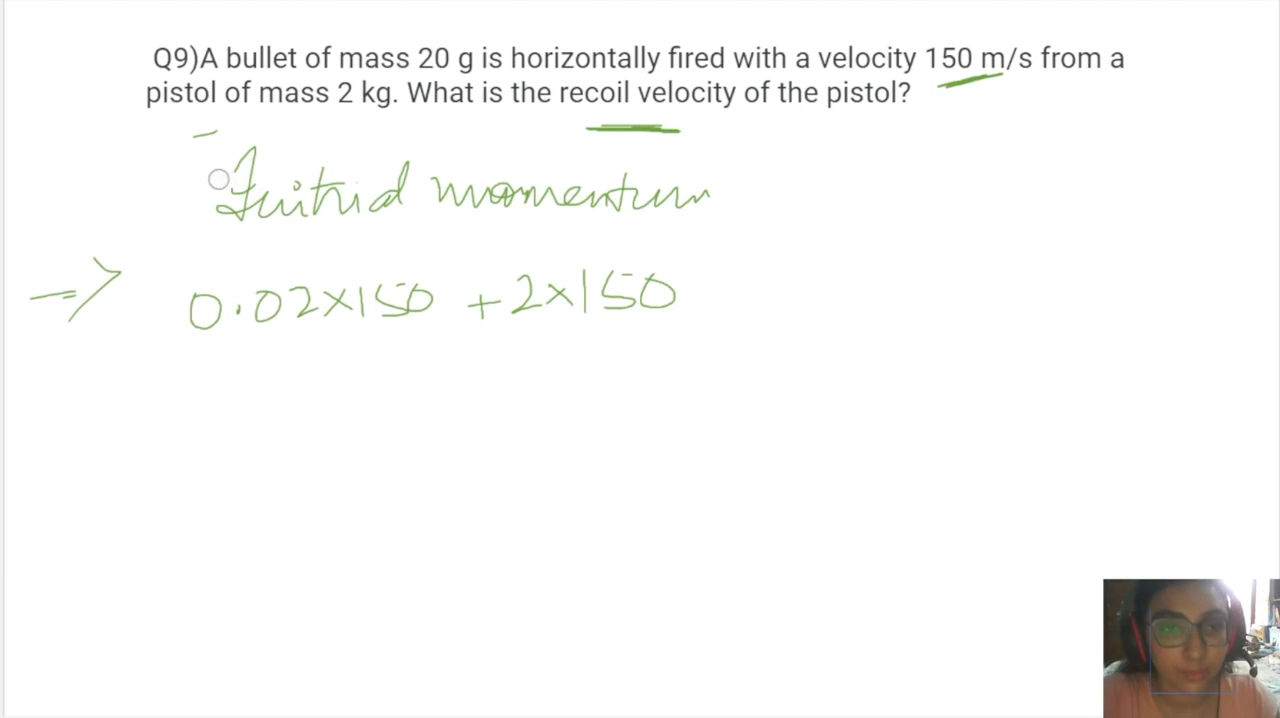 Q9)A bullet of mass 20 g is horizontally fired with a velocity 150 m/s from a
pistol of mass 2 kg. What is the recoil velocity of the pistol?
Initial momentum
=> 0.02×150 + 2×150